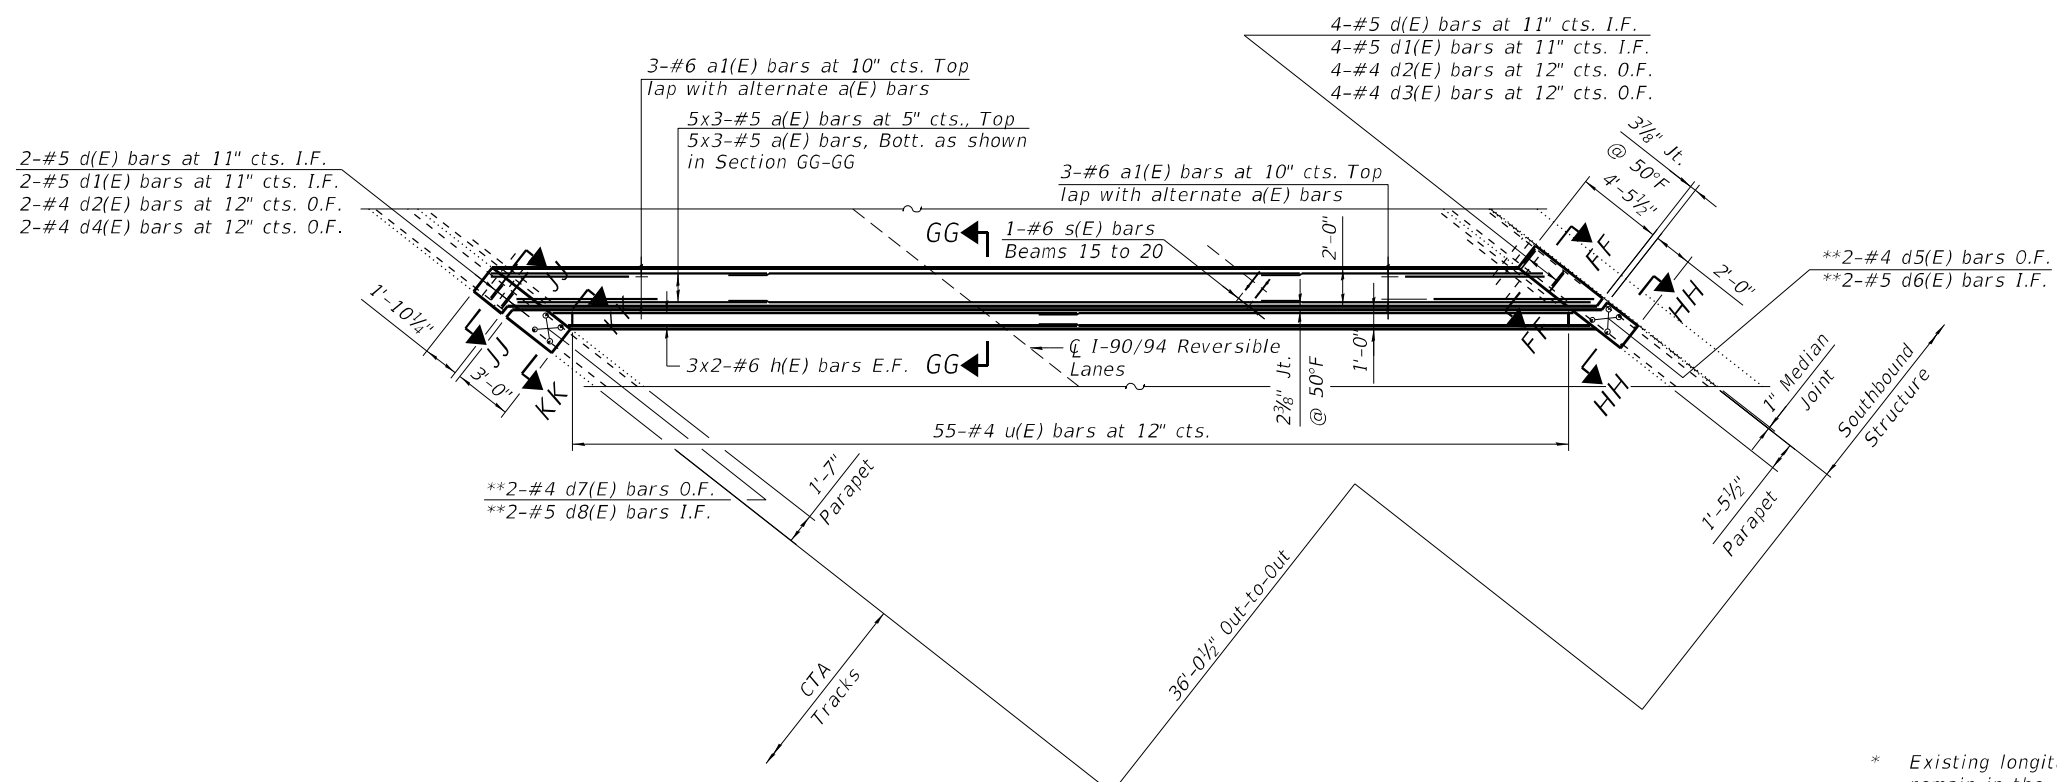 4-#5 d(E) bars at 11" cts. I.F.
4-#5 d1(E) bars at 11" cts. I.F.
4-#4 d2(E) bars at 12" cts. O.F.
4-#4 d3(E) bars at 12" cts. O.F.
3-#6 a1(E) bars at 10" cts. Top
lap with alternate a(E) bars
5x3-#5 a(E) bars at 5" cts., Top
5x3-#5 a(E) bars, Bott. as shown
in Section GG-GG
2-#5 d(E) bars at 11" cts. I.F.
2-#5 d1(E) bars at 11" cts. I.F.
2-#4 d2(E) bars at 12" cts. O.F.
2-#4 d4(E) bars at 12" cts. O.F.
3-#6 a1(E) bars at 10" cts. Top
lap with alternate a(E) bars
3⅞" Jt.
@ 50°F
4'-5½"
GG
1-#6 s(E) bars
Beams 15 to 20
2'-0"
FF
HH
2'-0"
**2-#4 d5(E) bars O.F.
**2-#5 d6(E) bars I.F.
JJ
KK
1'-10¼"
JJ
3'-0"
KK
3x2-#6 h(E) bars E.F.
GG
℄ I-90/94 Reversible
Lanes
2⅜" Jt.
@ 50°F
1'-0"
FF
HH
1" Median
Joint
Southbound
Structure
55-#4 u(E) bars at 12" cts.
**2-#4 d7(E) bars O.F.
**2-#5 d8(E) bars I.F.
1'-7"
Parapet
1'-5½"
Parapet
36'-0½" Out-to-Out
CTA
Tracks
* Existing longit